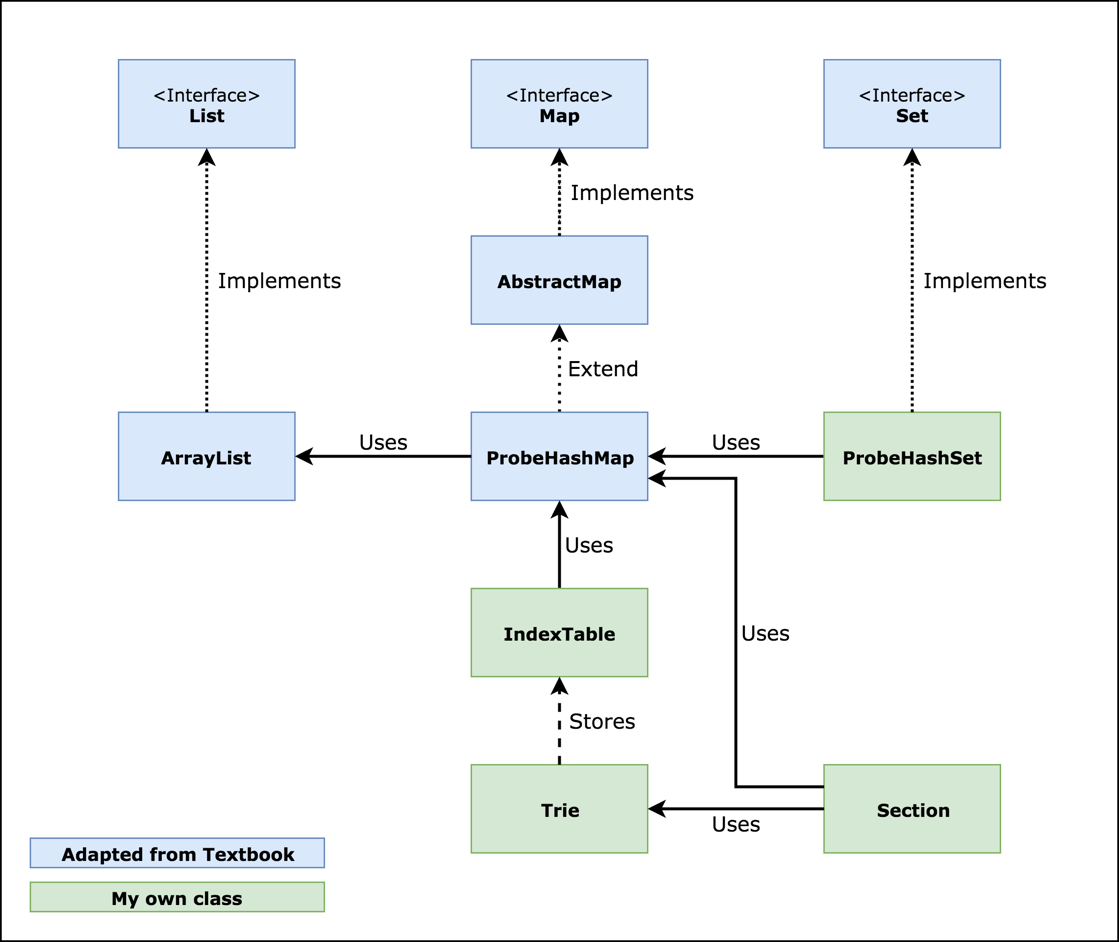 <Interface>
List
<Interface>
Map
<Interface>
Set
Implements
Implements
Implements
AbstractMap
Extend
ArrayList
Uses
ProbeHashMap
Uses
ProbeHashSet
Uses
IndexTable
Uses
Stores
Trie
Uses
Section
Adapted from Textbook
My own class